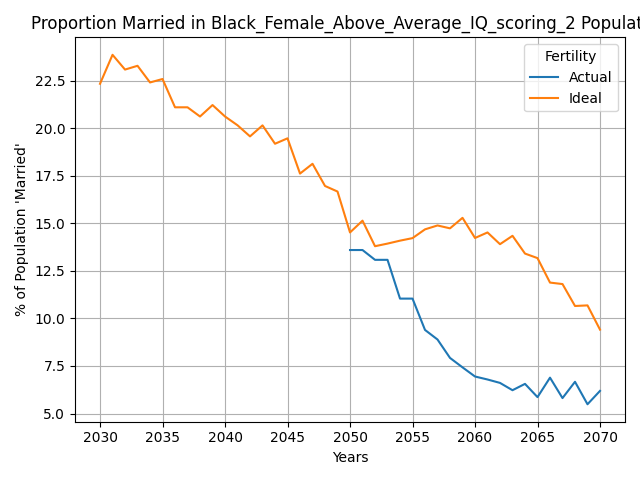 Proportion Married in Black_Female_Above_Average_IQ_scoring_2 Populat
Fertility
Actual
Ideal
% of Population 'Married'
22.5
20.0
17.5
15.0
12.5
10.0
7.5
5.0
2030 2035 2040 2045 2050 2055 2060 2065 2070
Years